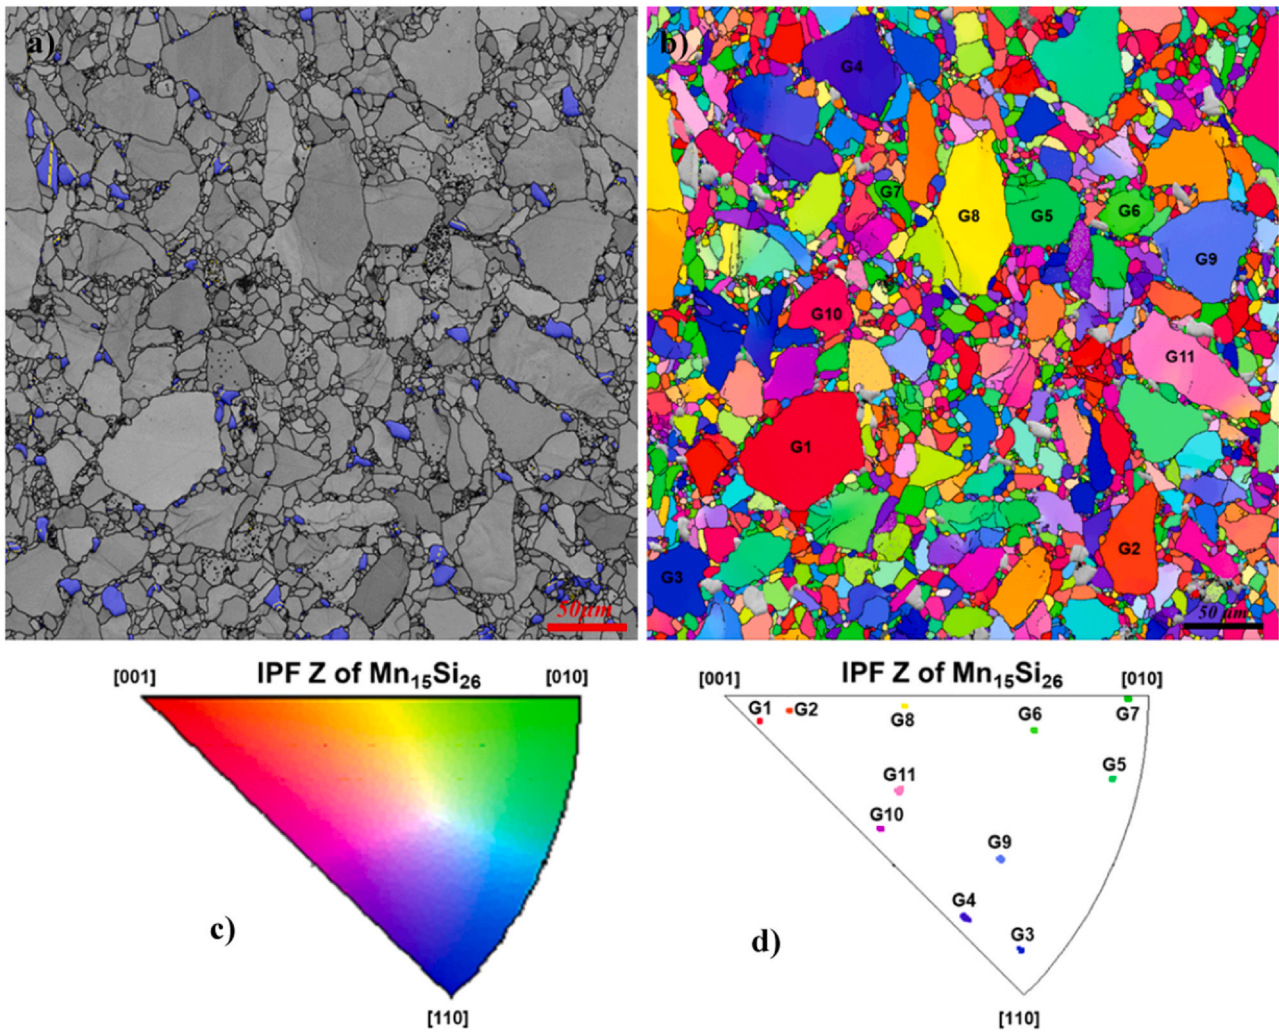 a)
b)
G4
G7
G8
G5
G6
G9
G10
G11
G1
G2
G3
50μm
50 μm
[001]
IPF Z of Mn15Si26
[010]
[110]
c)
[001]
IPF Z of Mn15Si26
[010]
G1
G2
G8
G6
G7
G5
G11
G10
G9
G4
G3
d)
[110]